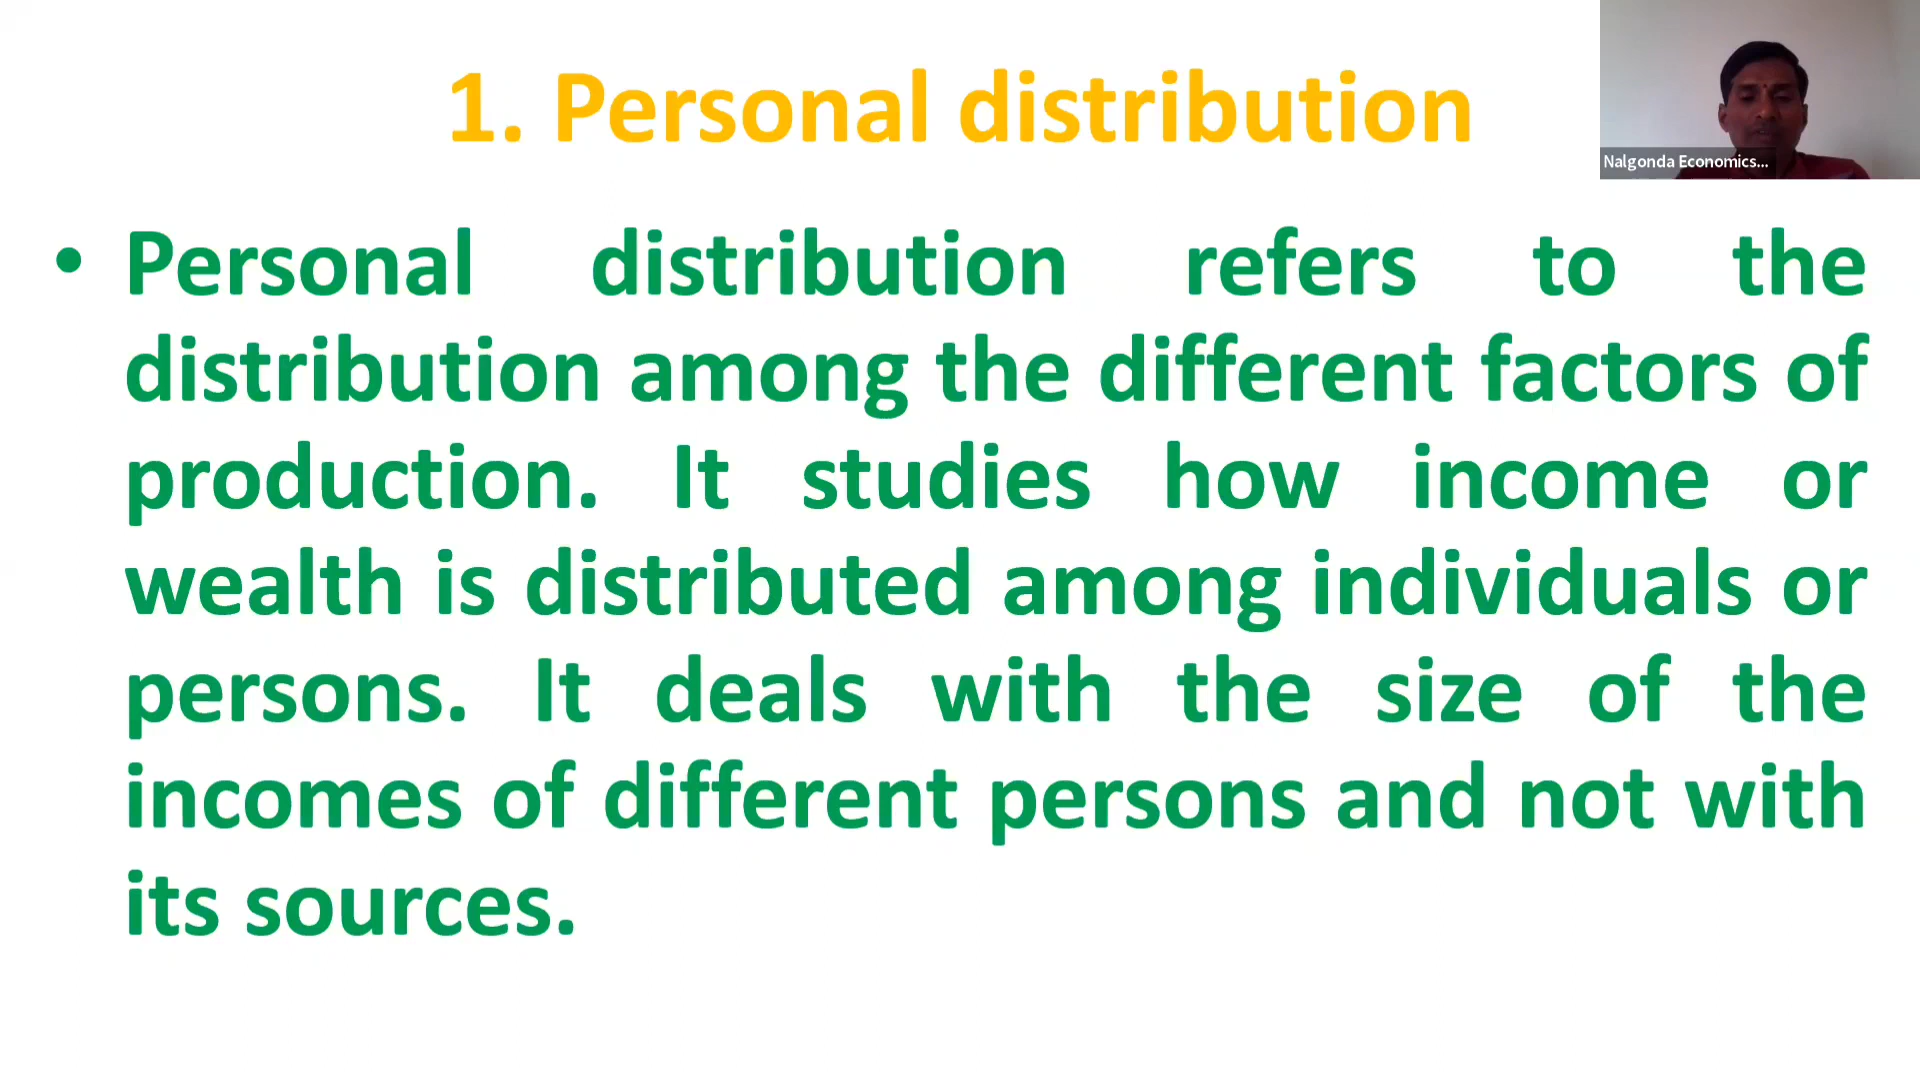 1. Personal distribution
Nalgonda Economics...
• Personal distribution refers to the
distribution among the different factors of
production. It studies how income or
wealth is distributed among individuals or
persons. It deals with the size of the
incomes of different persons and not with
its sources.